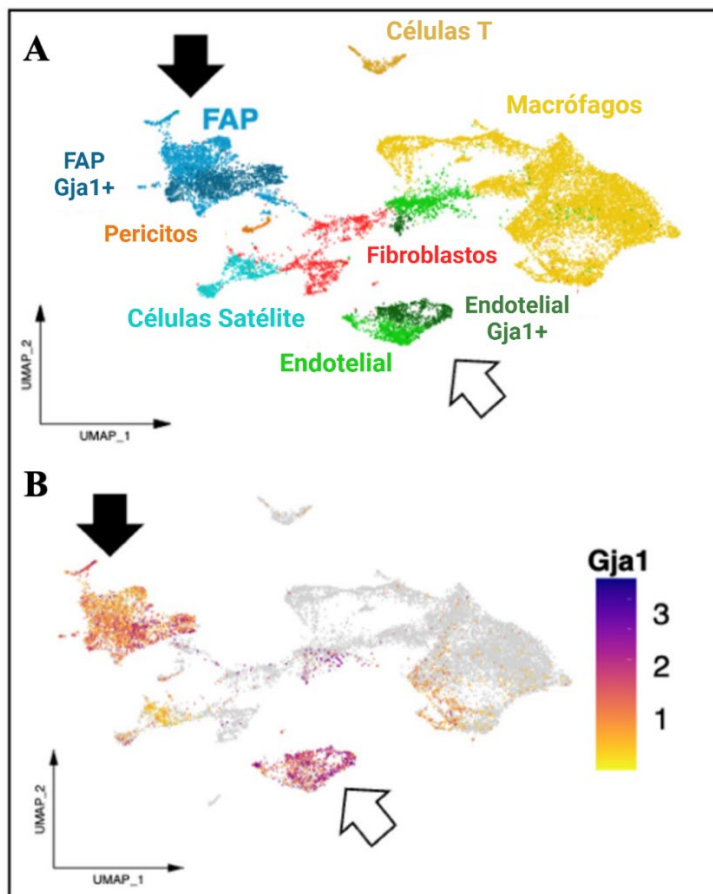 A
Células T
FAP
Macrófagos
FAP
Gja1+
Pericitos
Fibroblastos
Células Satélite
Endotelial
Gja1+
Endotelial
UMAP_2
UMAP_1
B
Gja1
3
2
1
UMAP_2
UMAP_1